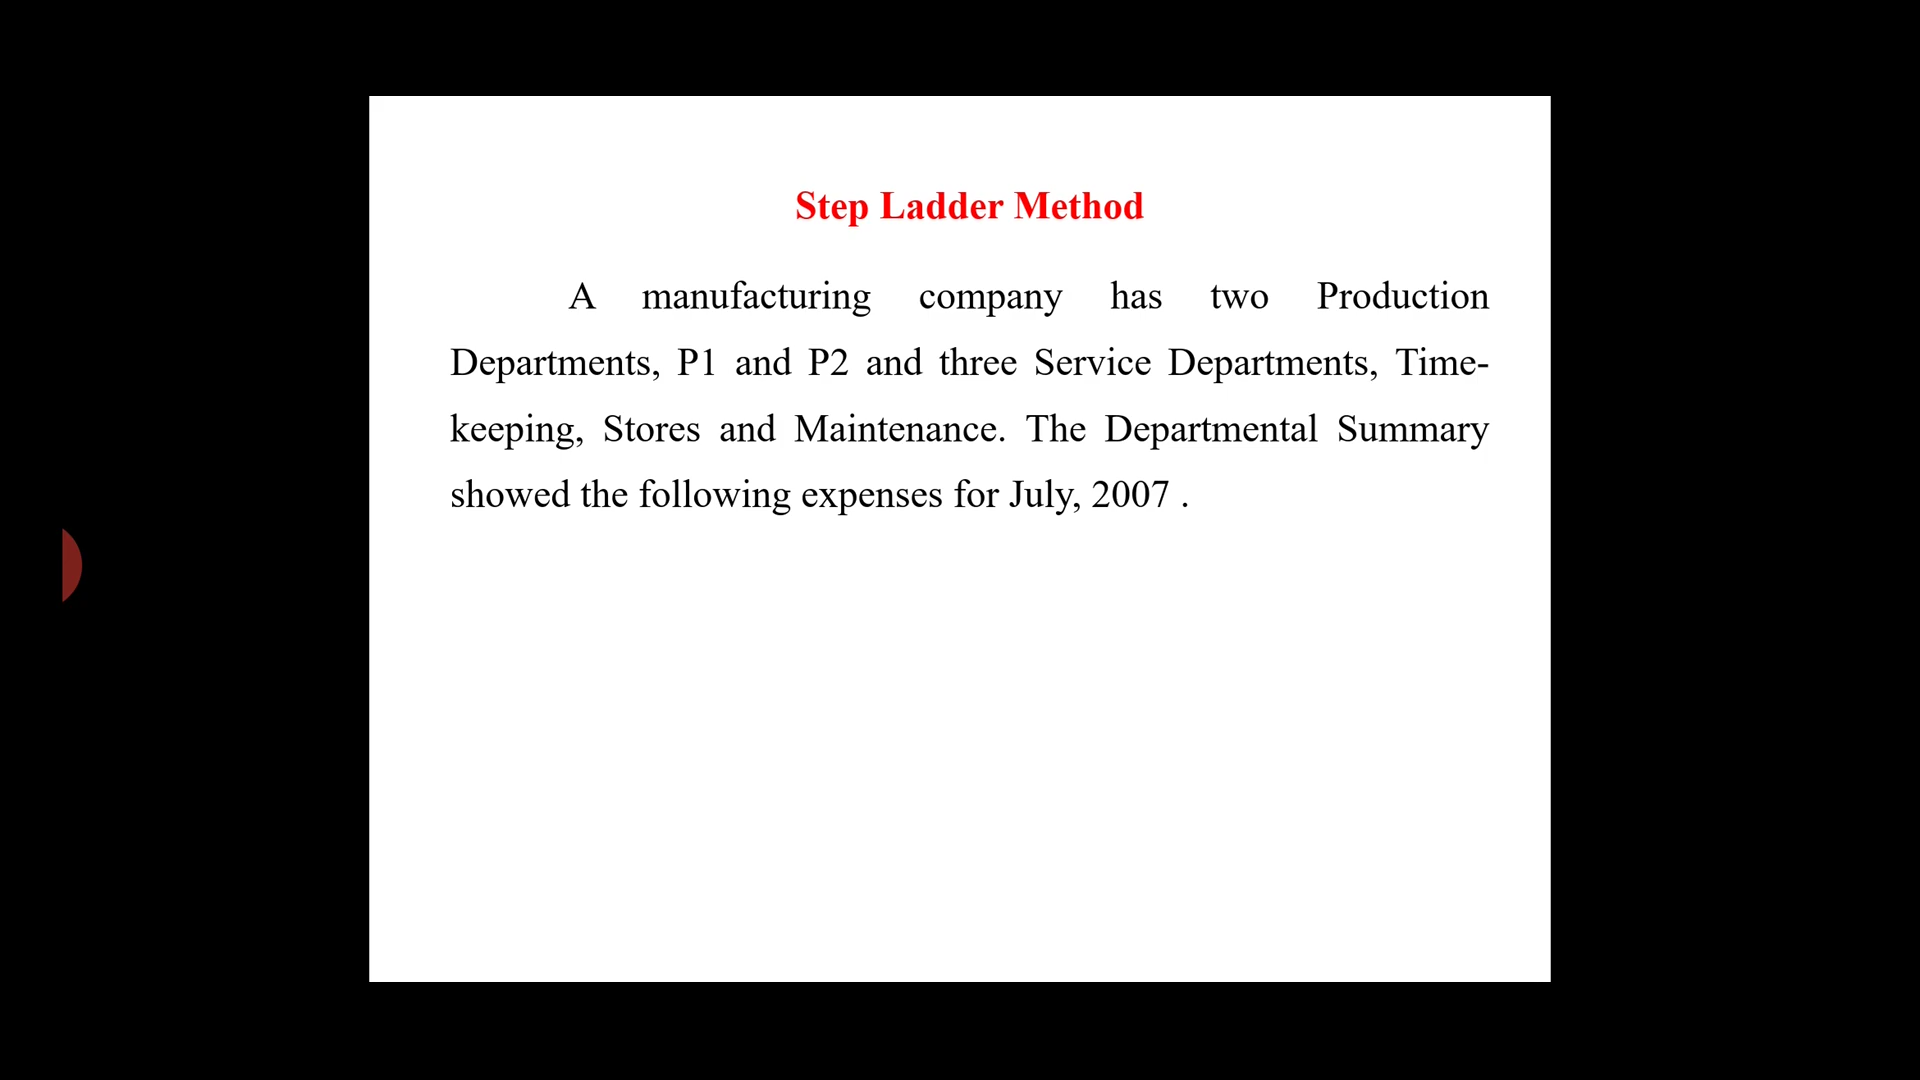 Step Ladder Method
A manufacturing company has two Production
Departments, P1 and P2 and three Service Departments, Time-
keeping, Stores and Maintenance. The Departmental Summary
showed the following expenses for July, 2007 .